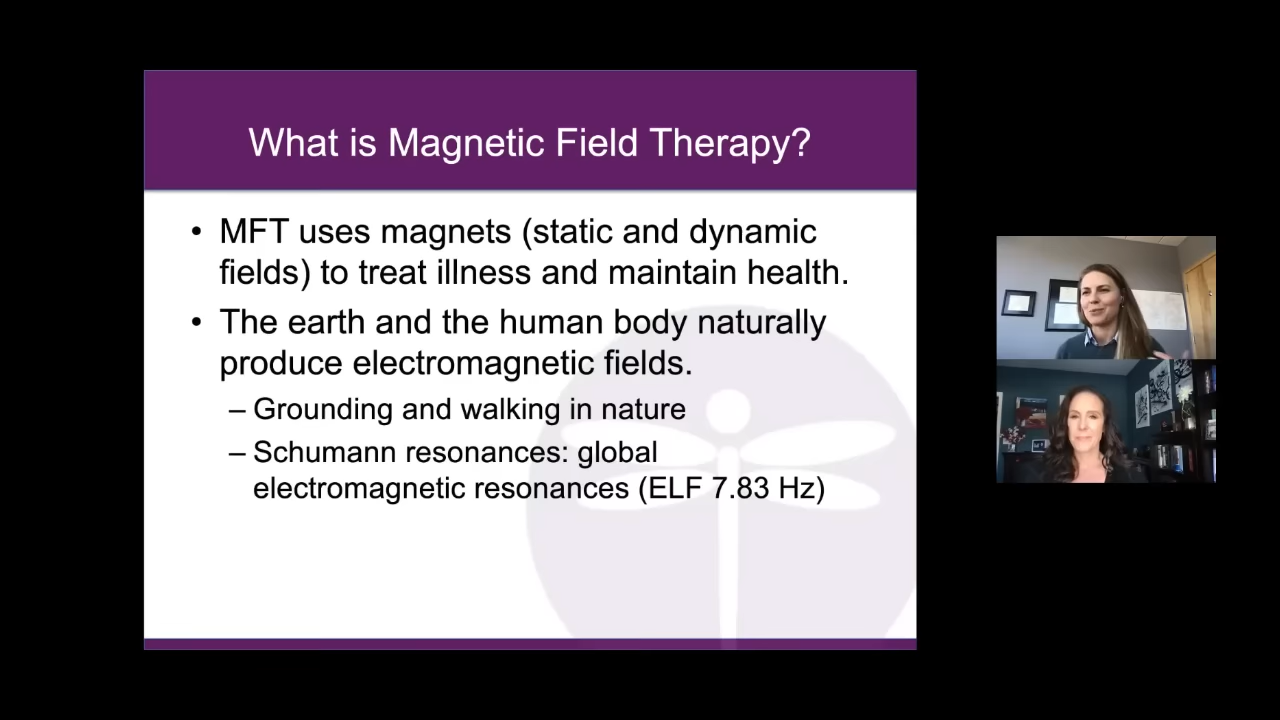 What is Magnetic Field Therapy?
• MFT uses magnets (static and dynamic
fields) to treat illness and maintain health.
• The earth and the human body naturally
produce electromagnetic fields.
– Grounding and walking in nature
– Schumann resonances: global
electromagnetic resonances (ELF 7.83 Hz)